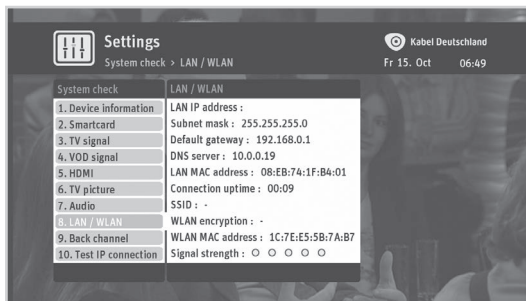 Settings
System check > LAN / WLAN
Kabel Deutschland
Fr 15. Oct 06:49
System check
1. Device information
2. Smartcard
3. TV signal
4. VOD signal
5. HDMI
6. TV picture
7. Audio
8. LAN / WLAN
9. Back channel
10. Test IP connection
LAN / WLAN
LAN IP address :
Subnet mask : 255.255.255.0
Default gateway : 192.168.0.1
DNS server : 10.0.0.19
LAN MAC address : 08:EB:74:1F:B4:01
Connection uptime : 00:09
SSID : -
WLAN encryption : -
WLAN MAC address : 1C:7E:E5:5B:7A:B7
Signal strength : O O O O O